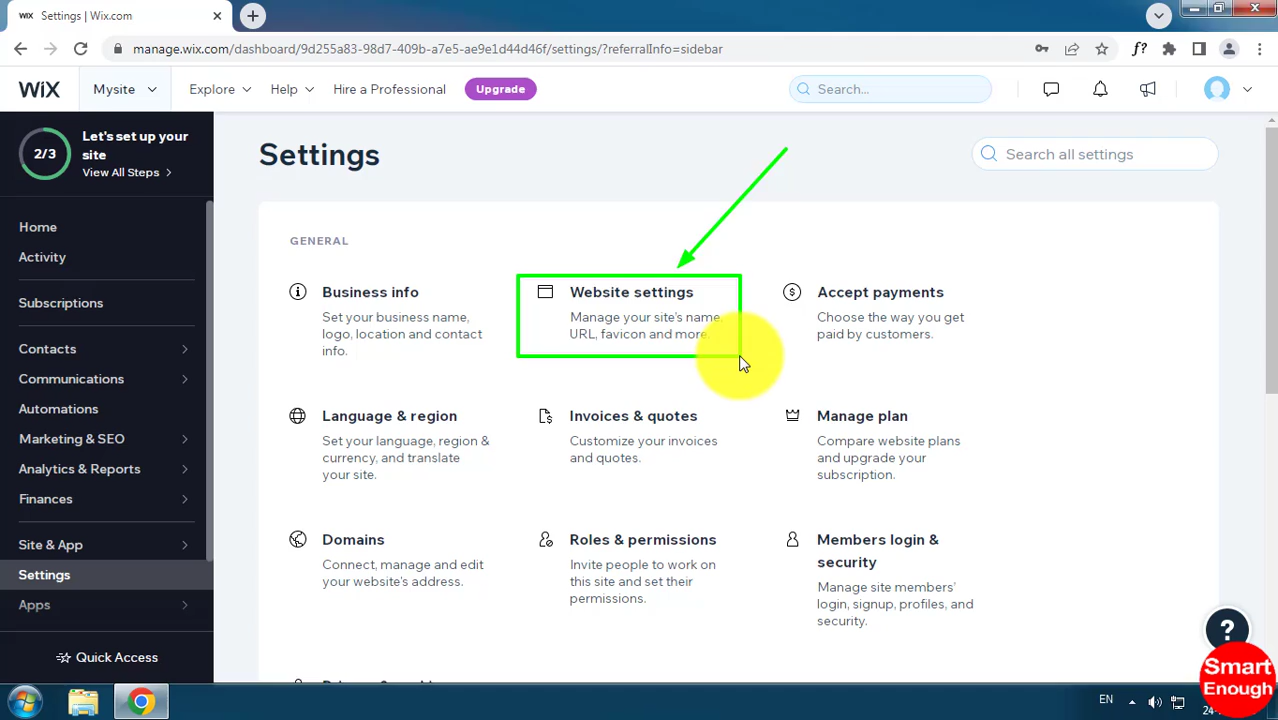 WiX Settings | Wix.com
manage.wix.com/dashboard/9d255a83-98d7-409b-a7e5-ae9e1d44d46f/settings/?referralInfo=sidebar
f?
WiX Mysite Explore Help Hire a Professional Upgrade Search...
2/3
Let's set up your
site
View All Steps
Home
Activity
Subscriptions
Contacts
Communications
Automations
Marketing & SEO
Analytics & Reports
Finances
Site & App
Settings
Apps
Quick Access
Settings
Search all settings
GENERAL
Business info
Set your business name,
logo, location and contact
info.
Website settings
Manage your site's name,
URL, favicon and more.
Accept payments
Choose the way you get
paid by customers.
Language & region
Set your language, region &
currency, and translate
your site.
Invoices & quotes
Customize your invoices
and quotes.
Manage plan
Compare website plans
and upgrade your
subscription.
Domains
Connect, manage and edit
your website's address.
Roles & permissions
Invite people to work on
this site and set their
permissions.
Members login &
security
Manage site members'
login, signup, profiles, and
security.
?
Smart
Enough
EN